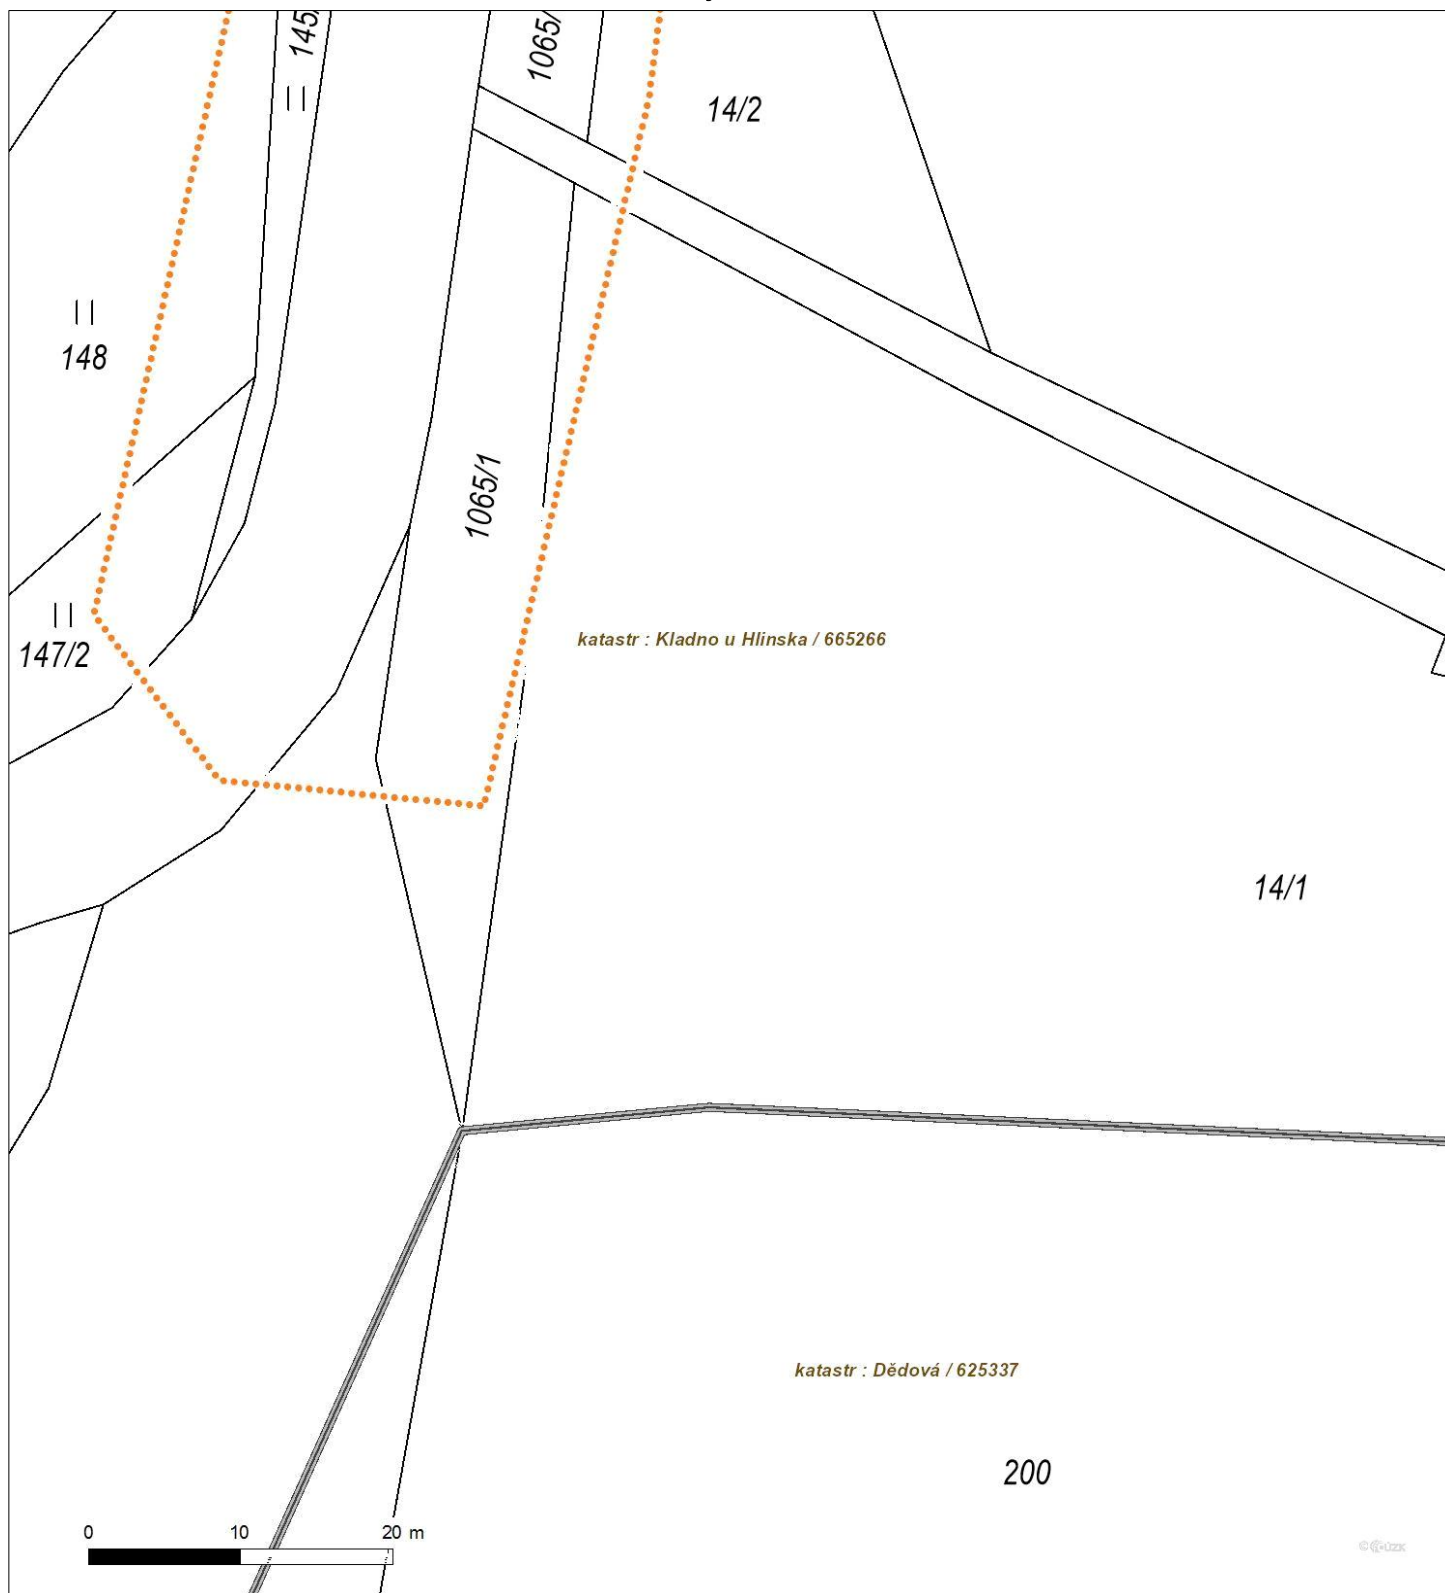 145/
1065/
14/2
148
1065/1
katastr : Kladno u Hlinska / 665266
147/2
14/1
katastr : Dědová / 625337
200
0 10 20 m
© ČÚZK